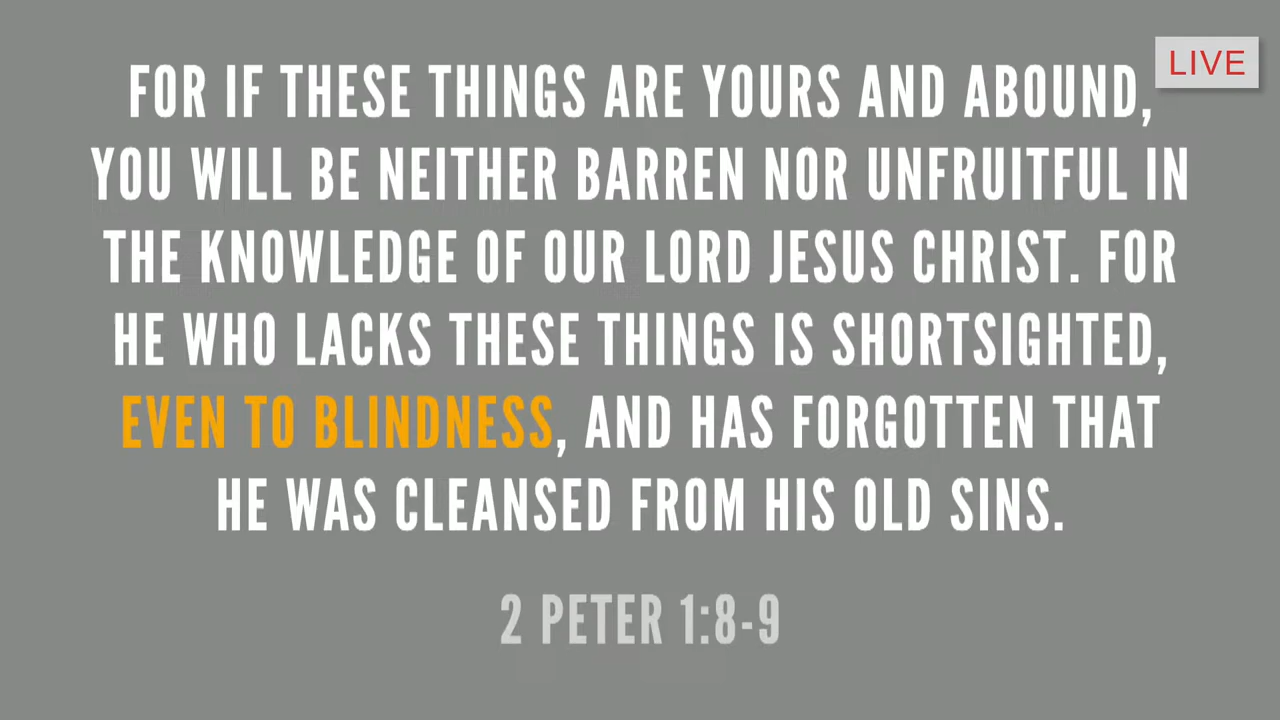 LIVE
FOR IF THESE THINGS ARE YOURS AND ABOUND,
YOU WILL BE NEITHER BARREN NOR UNFRUITFUL IN
THE KNOWLEDGE OF OUR LORD JESUS CHRIST. FOR
HE WHO LACKS THESE THINGS IS SHORTSIGHTED,
EVEN TO BLINDNESS, AND HAS FORGOTTEN THAT
HE WAS CLEANSED FROM HIS OLD SINS.
2 PETER 1:8-9